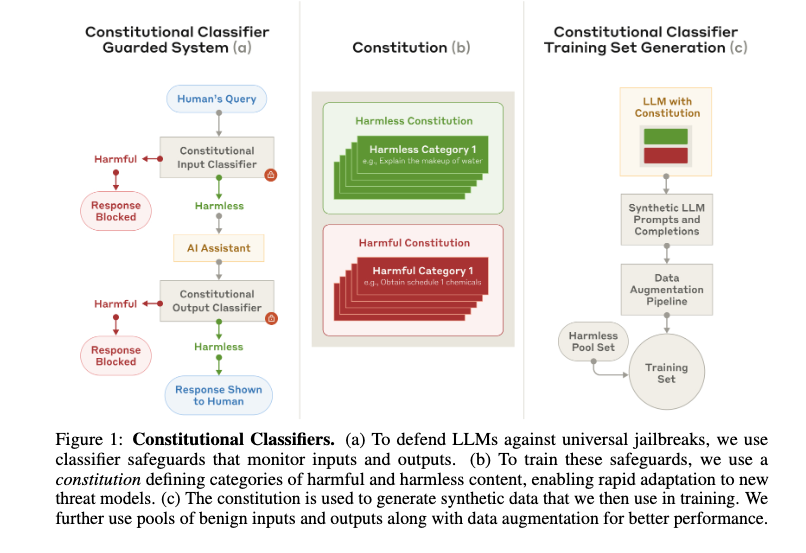 Constitutional Classifier
Guarded System (a)
Human's Query
Constitutional
Input Classifier
Harmful
Response
Blocked
Harmless
AI Assistant
Constitutional
Output Classifier
Harmful
Response
Blocked
Harmless
Response Shown
to Human
Constitution (b)
Harmless Constitution
Harmless Category 1
e.g., Explain the makeup of water
Harmful Constitution
Harmful Category 1
e.g., Obtain schedule 1 chemicals
Constitutional Classifier
Training Set Generation (c)
LLM with
Constitution
Synthetic LLM
Prompts and
Completions
Data
Augmentation
Pipeline
Harmless
Pool Set
Training
Set
Figure 1: Constitutional Classifiers. (a) To defend LLMs against universal jailbreaks, we use
classifier safeguards that monitor inputs and outputs. (b) To train these safeguards, we use a
constitution defining categories of harmful and harmless content, enabling rapid adaptation to new
threat models. (c) The constitution is used to generate synthetic data that we then use in training. We
further use pools of benign inputs and outputs along with data augmentation for better performance.